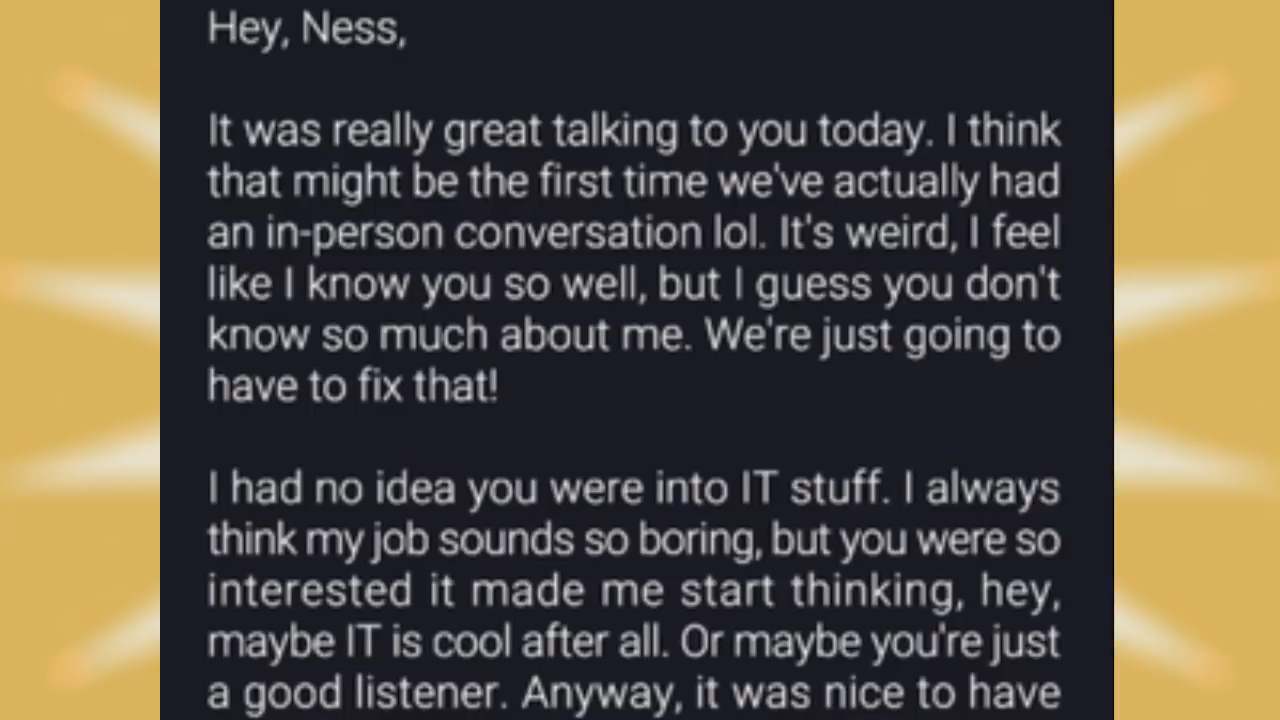 Hey, Ness,
It was really great talking to you today. I think
that might be the first time we've actually had
an in-person conversation lol. It's weird, I feel
like I know you so well, but I guess you don't
know so much about me. We're just going to
have to fix that!
I had no idea you were into IT stuff. I always
think my job sounds so boring, but you were so
interested it made me start thinking, hey,
maybe IT is cool after all. Or maybe you're just
a good listener. Anyway, it was nice to have